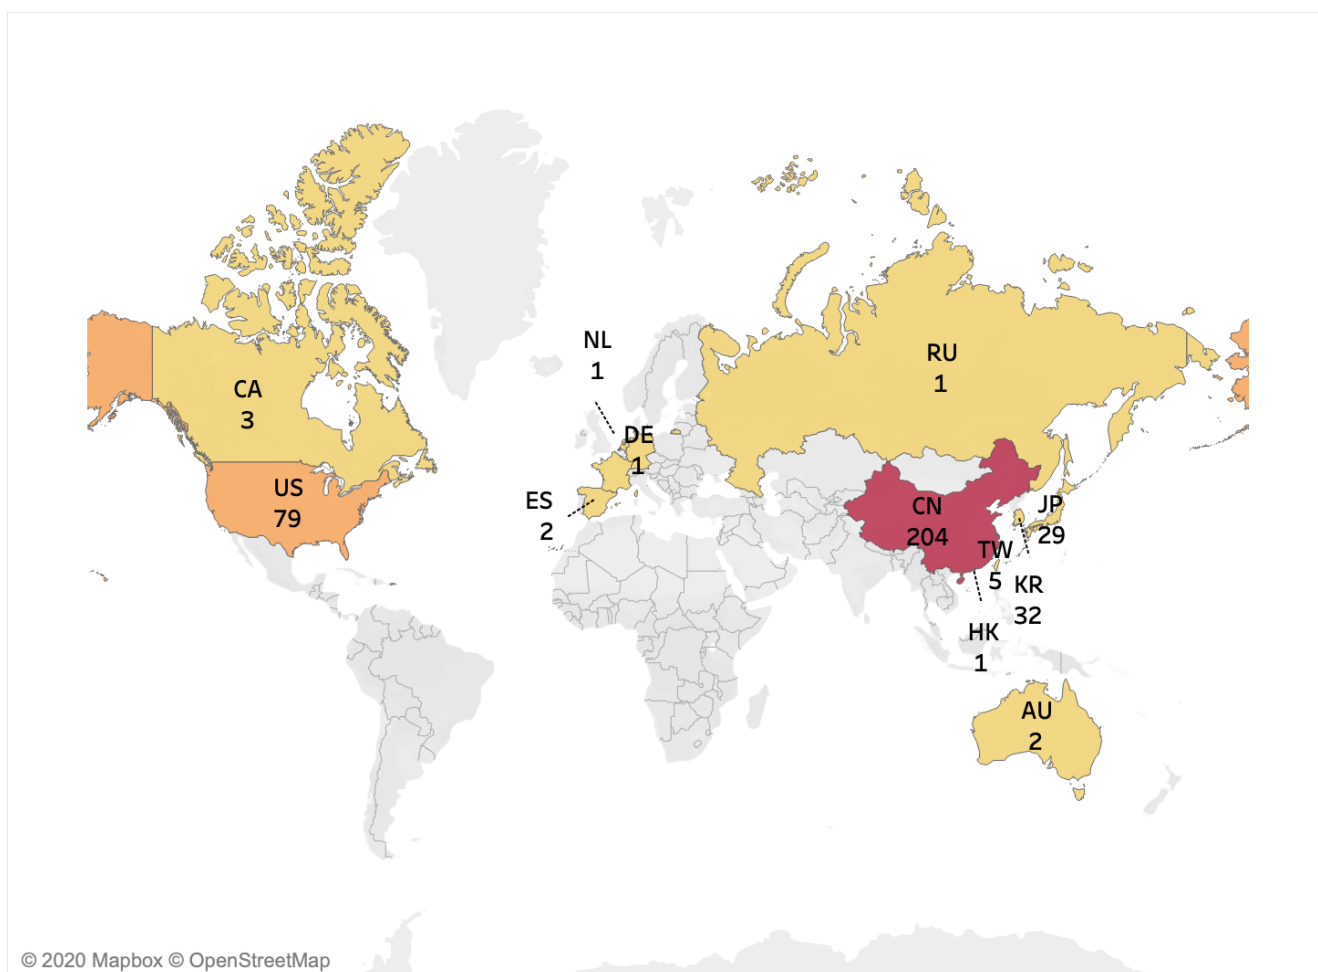 NL
1
RU
1
CA
3
DE
1
US
79
ES
2
CN
204
JP
29
TW
5
KR
32
HK
1
AU
2
© 2020 Mapbox © OpenStreetMap